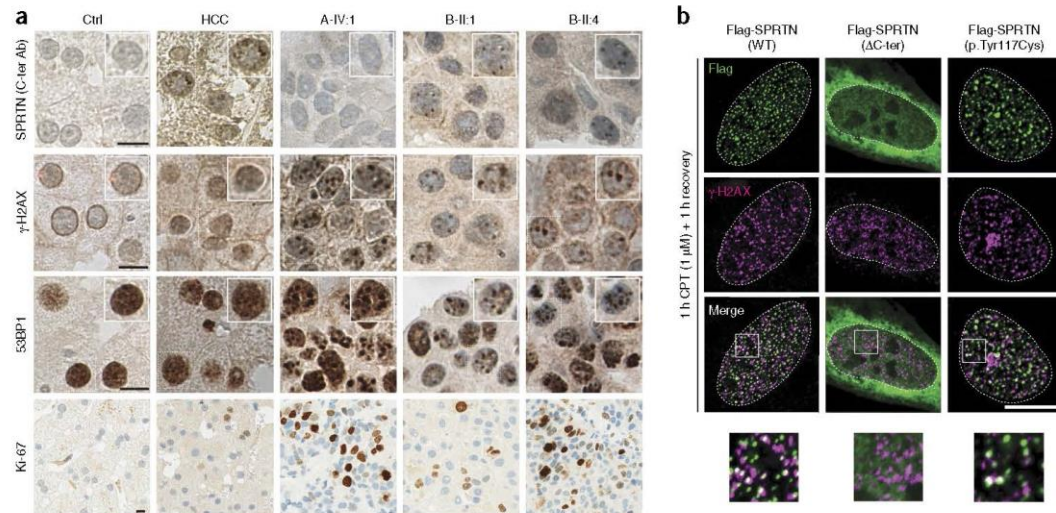 a
Ctrl
HCC
A-IV:1
B-II:1
B-II:4
SPRTN (C-ter Ab)
γ-H2AX
53BP1
Ki-67
b
Flag-SPRTN
(WT)
Flag-SPRTN
(ΔC-ter)
Flag-SPRTN
(p.Tyr117Cys)
1 h CPT (1 μM) + 1 h recovery
Flag
γ-H2AX
Merge